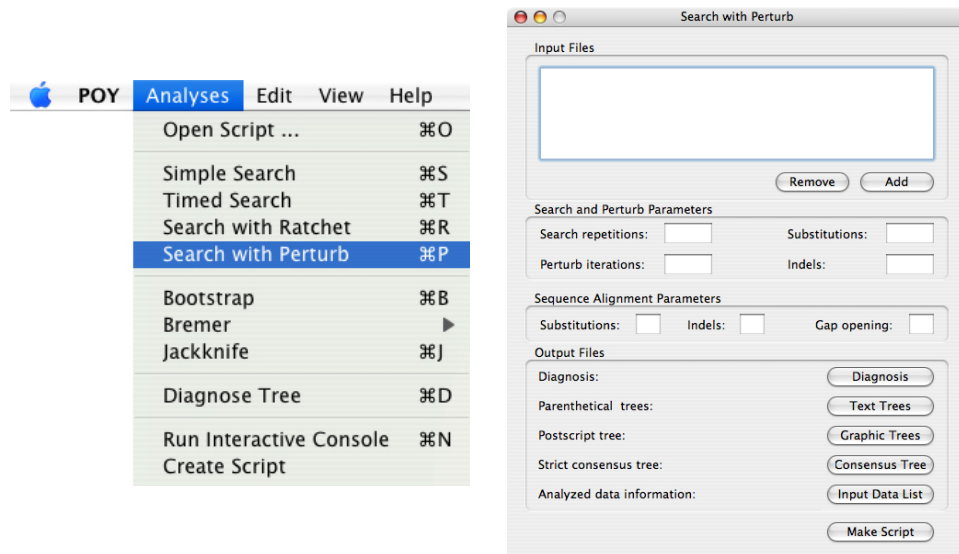 POY Analyses Edit View Help
Open Script ... ⌘O
Simple Search ⌘S
Timed Search ⌘T
Search with Ratchet ⌘R
Search with Perturb ⌘P
Bootstrap ⌘B
Bremer
Jackknife ⌘J
Diagnose Tree ⌘D
Run Interactive Console ⌘N
Create Script
Search with Perturb
Input Files
Remove Add
Search and Perturb Parameters
Search repetitions: Substitutions:
Perturb iterations: Indels:
Sequence Alignment Parameters
Substitutions: Indels: Gap opening:
Output Files
Diagnosis: Diagnosis
Parenthetical trees: Text Trees
Postscript tree: Graphic Trees
Strict consensus tree: Consensus Tree
Analyzed data information: Input Data List
Make Script